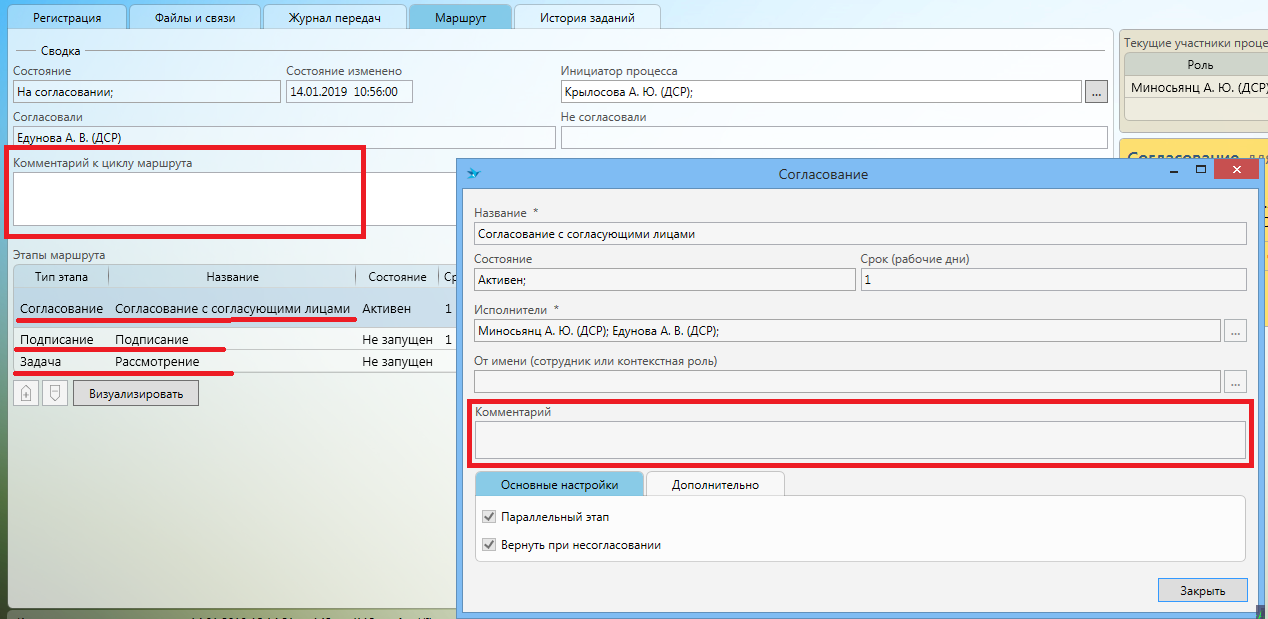 Регистрация Файлы и связи Журнал передач Маршрут История заданий
Сводка
Состояние Состояние изменено Инициатор процесса
На согласовании; 14.01.2019 10:56:00 Крылосова А. Ю. (ДСР); ...
Согласовали Не согласовали
Едунова А. В. (ДСР)
Комментарий к циклу маршрута
Этапы маршрута
Тип этапа Название Состояние Ср
Согласование Согласование с согласующими лицами Активен 1
Подписание Подписание Не запущен 1
Задача Рассмотрение Не запущен
Визуализировать
Текущие участники проце
Роль
Миносьянц А. Ю. (ДСР)
Согласование
Согласование
Название *
Согласование с согласующими лицами
Состояние Срок (рабочие дни)
Активен; 1
Исполнители *
Миносьянц А. Ю. (ДСР); Едунова А. В. (ДСР); ...
От имени (сотрудник или контекстная роль)
...
Комментарий
Основные настройки Дополнительно
Параллельный этап
Вернуть при несогласовании
Закрыть